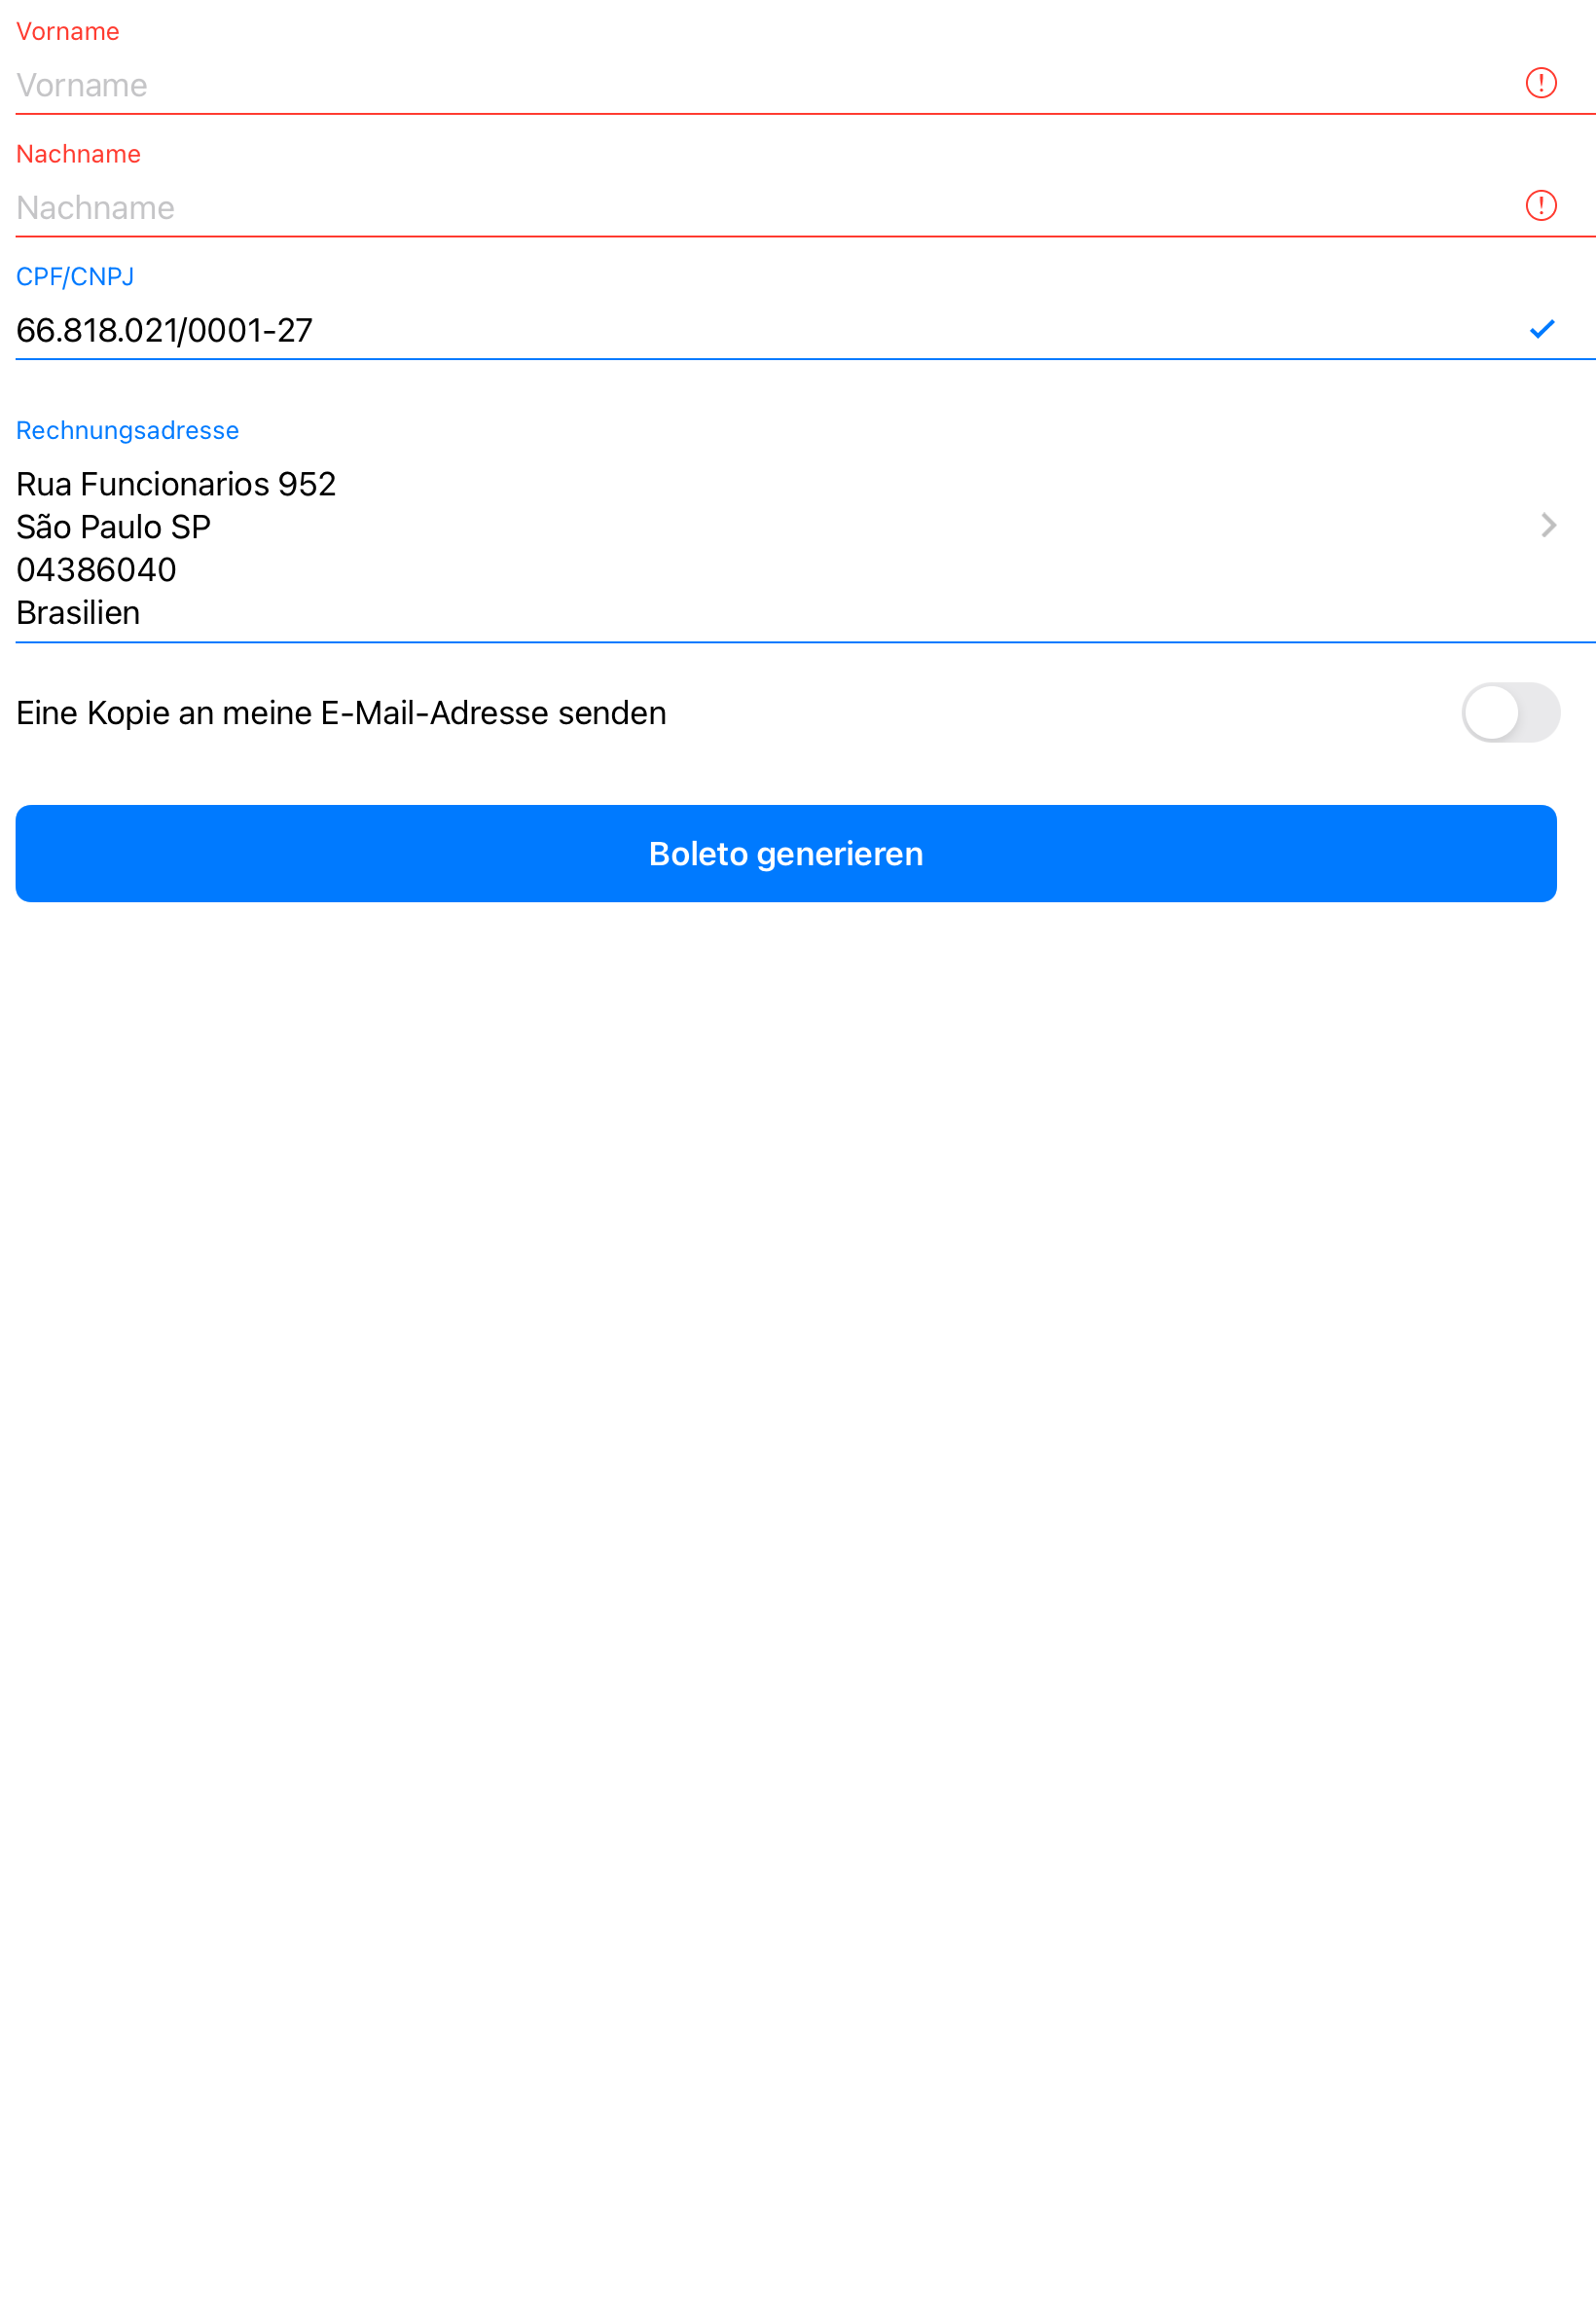 Vorname
Vorname
Nachname
Nachname
CPF/CNPJ
66.818.021/0001-27
Rechnungsadresse
Rua Funcionarios 952
São Paulo SP
04386040
Brasilien
Eine Kopie an meine E-Mail-Adresse senden
Boleto generieren